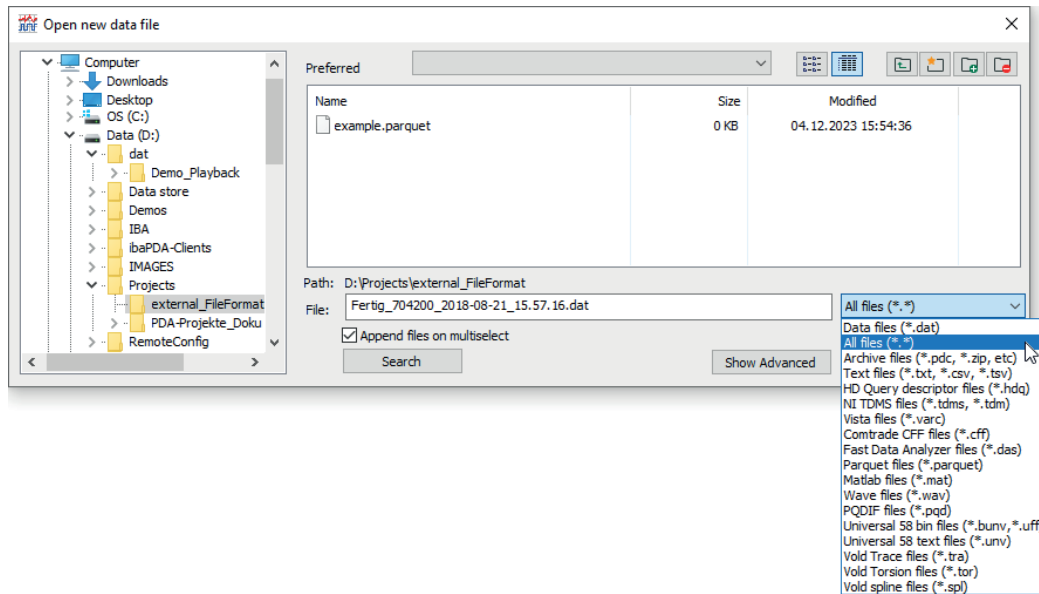 Open new data file
Computer
Downloads
Desktop
OS (C:)
Data (D:)
dat
Demo_Playback
Data store
Demos
IBA
ibaPDA-Clients
IMAGES
Projects
external_FileFormat
PDA-Projekte_Doku
RemoteConfig
Preferred
Name Size Modified
example.parquet 0 KB 04.12.2023 15:54:36
Path: D:\Projects\external_FileFormat
File: Fertig_704200_2018-08-21_15.57.16.dat All files (*.*)
Append files on multiselect
Search Show Advanced
Data files (*.dat)
All files (*.*)
Archive files (*.pdc, *.zip, etc)
Text files (*.txt, *.csv, *.tsv)
HD Query descriptor files (*.hdq)
NI TDMS files (*.tdms, *.tdm)
Vista files (*.varc)
Comtrade CFF files (*.cff)
Fast Data Analyzer files (*.das)
Parquet files (*.parquet)
Matlab files (*.mat)
Wave files (*.wav)
PQDIF files (*.pqd)
Universal 58 bin files (*.bunv,*.uff
Universal 58 text files (*.unv)
Vold Trace files (*.tra)
Vold Torsion files (*.tor)
Vold spline files (*.spl)